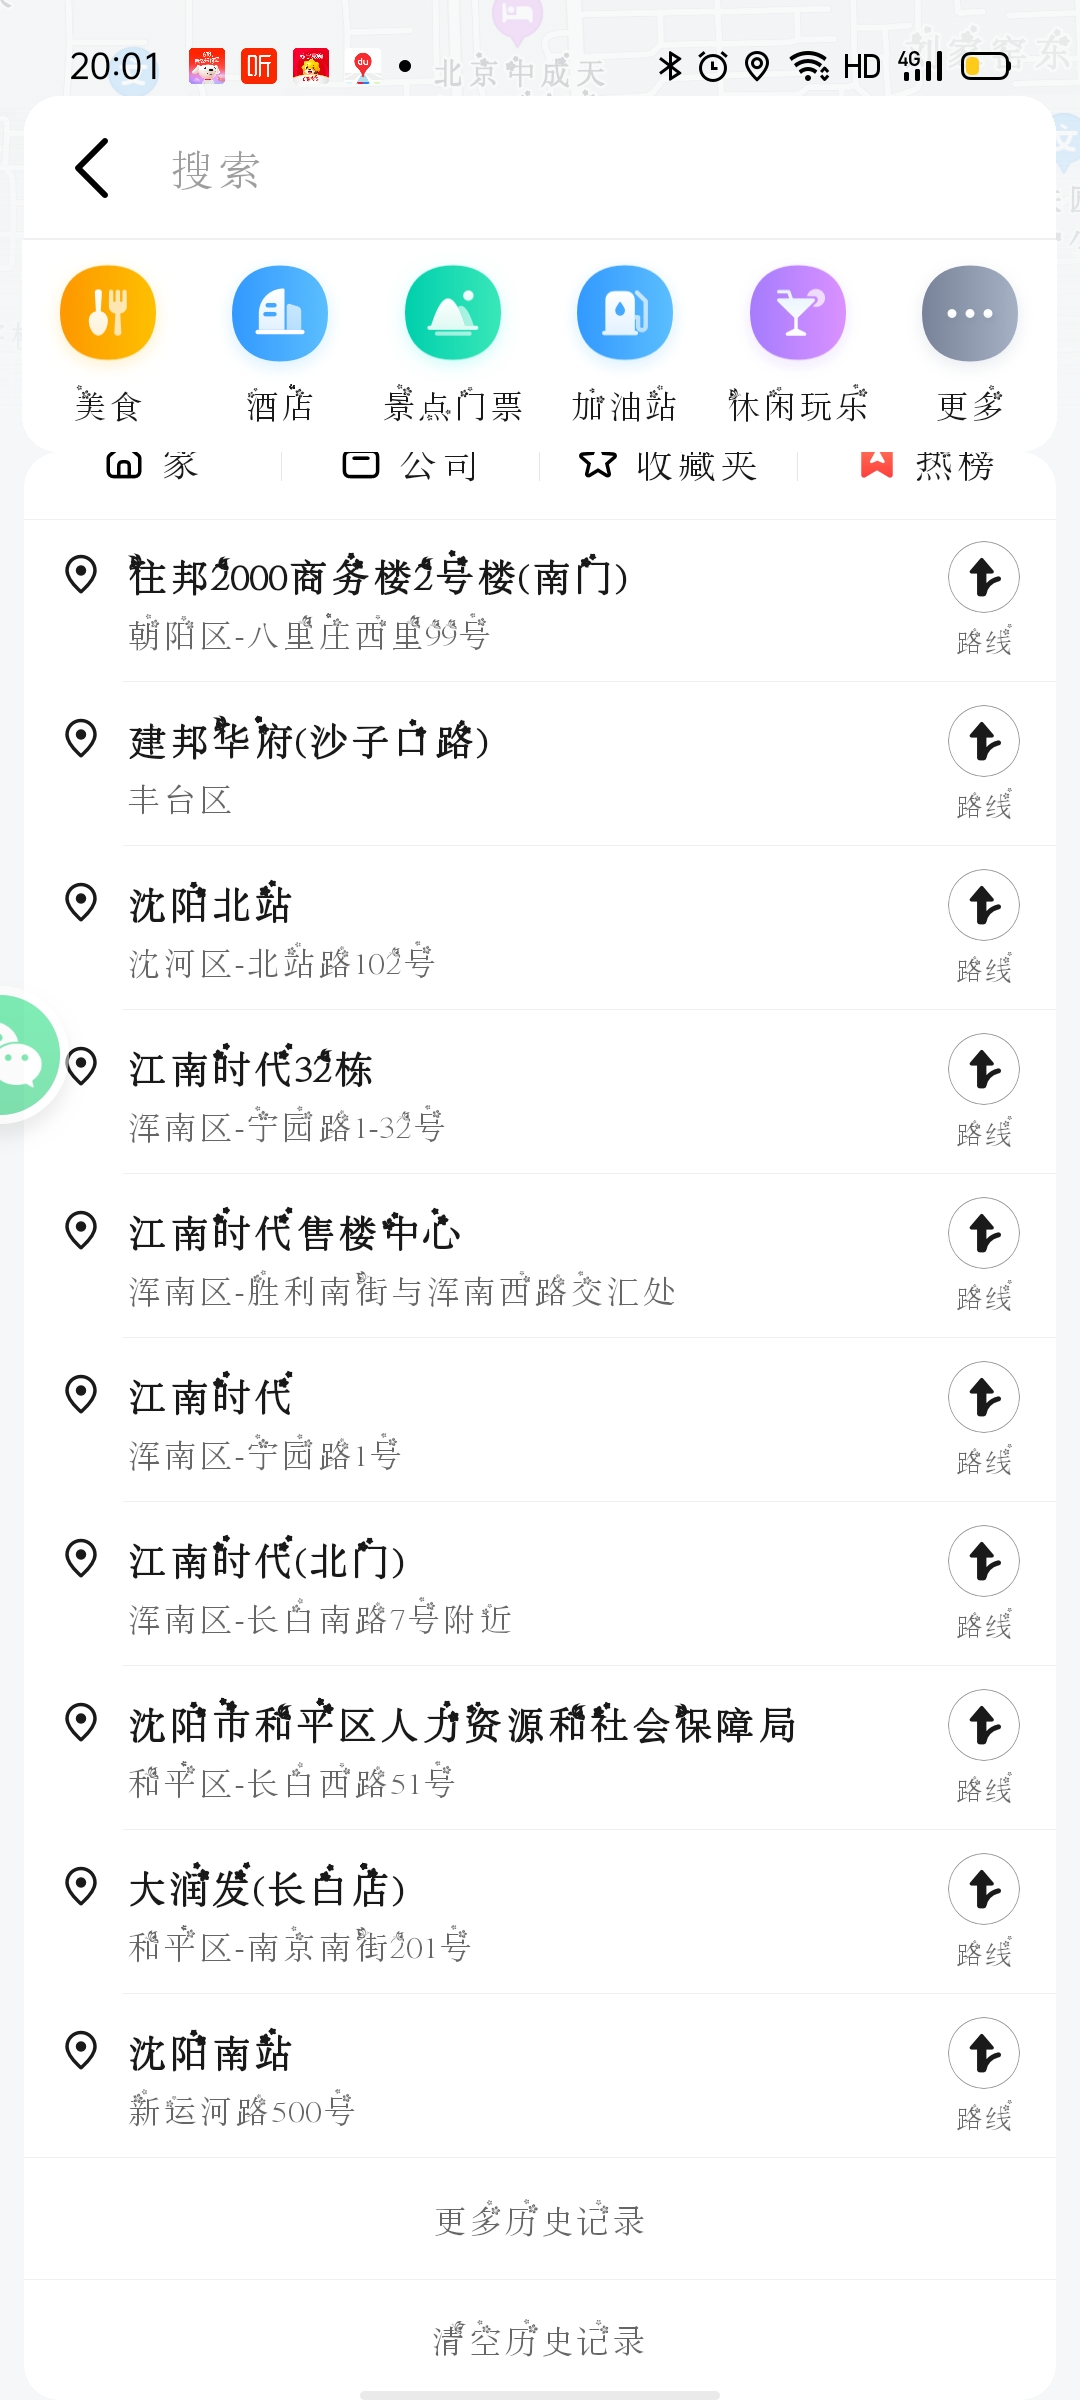 20:01
听
du
HD
4G
北京中成天
搜索
美食
酒店
景点门票
加油站
休闲玩乐
更多
家
公司
收藏夹
热榜
住邦2000商务楼2号楼(南门)
朝阳区-八里庄西里99号
路线
建邦华府(沙子口路)
丰台区
路线
沈阳北站
沈河区-北站路102号
路线
江南时代32栋
浑南区-宁园路1-32号
路线
江南时代售楼中心
浑南区-胜利南街与浑南西路交汇处
路线
江南时代
浑南区-宁园路1号
路线
江南时代(北门)
浑南区-长白南路7号附近
路线
沈阳市和平区人力资源和社会保障局
和平区-长白西路51号
路线
大润发(长白店)
和平区-南京南街201号
路线
沈阳南站
新运河路500号
路线
更多历史记录
清空历史记录